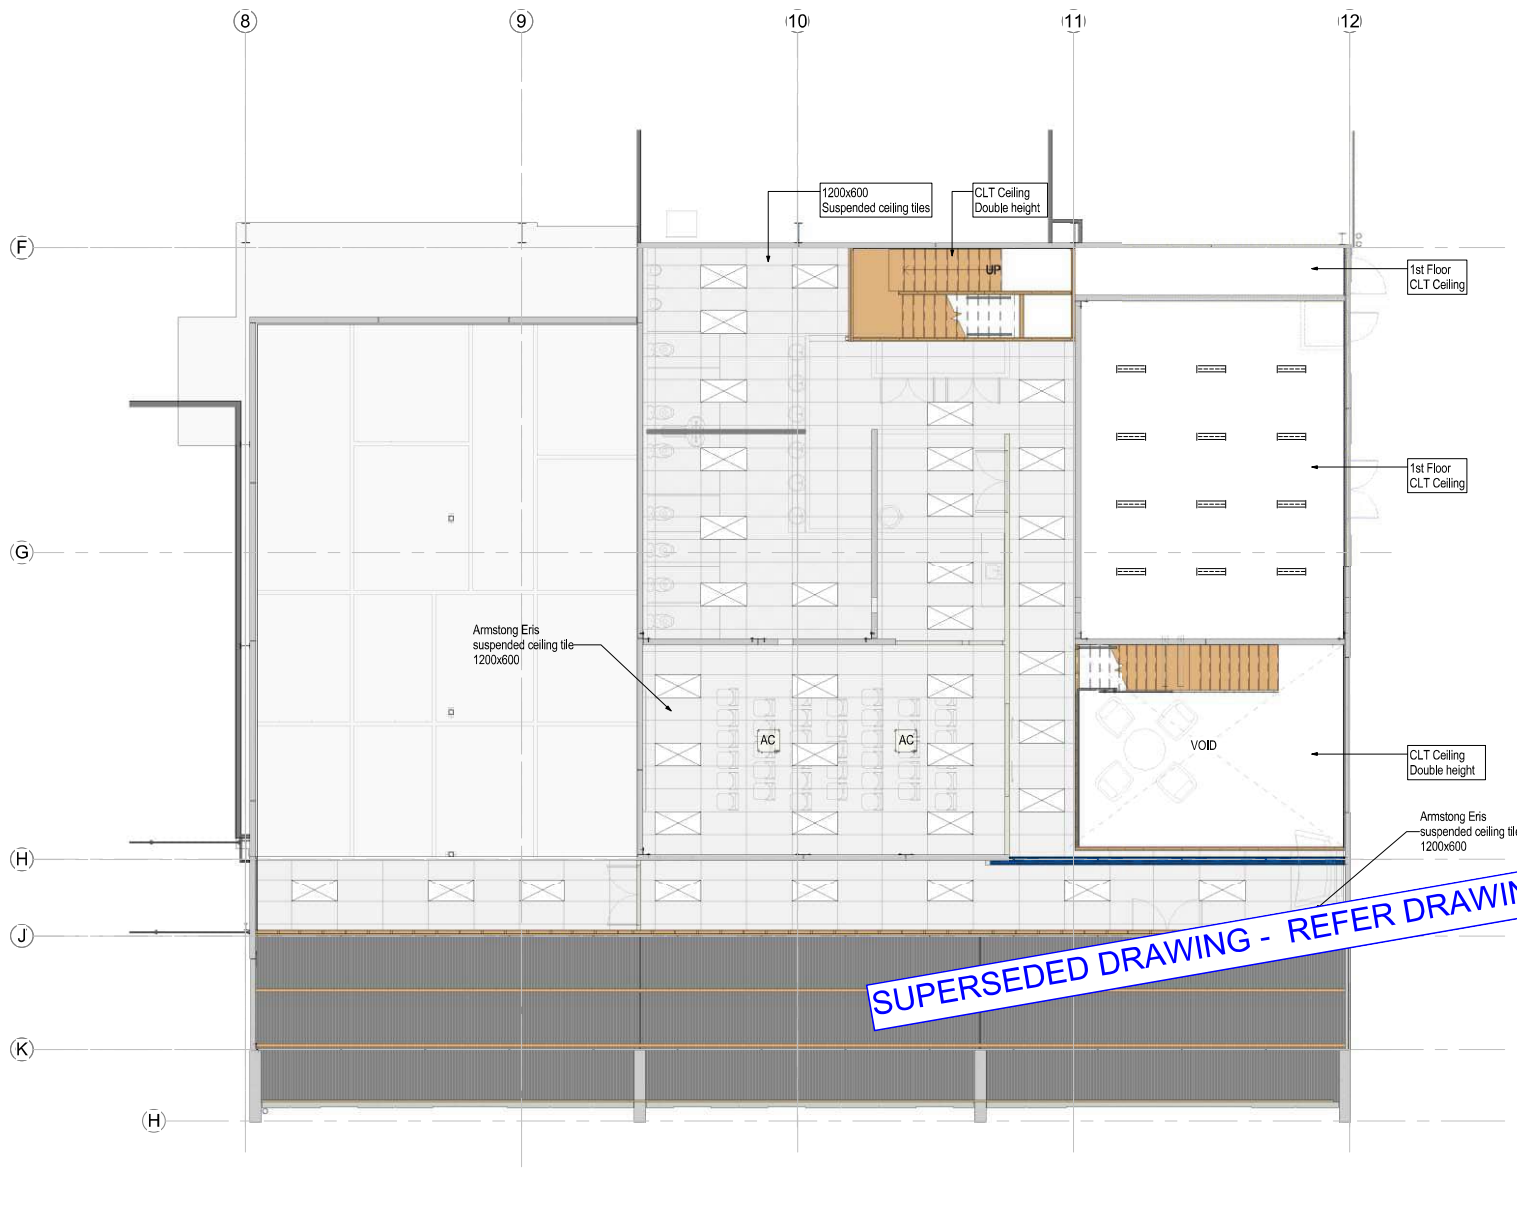 8
9
10
11
12
1200x600
Suspended ceiling tiles
CLT Ceiling
Double height
F
UP
1st Floor
CLT Ceiling
1st Floor
CLT Ceiling
G
Armstong Eris
suspended ceiling tile
1200x600
AC
AC
VOID
CLT Ceiling
Double height
Armstong Eris
suspended ceiling tile
1200x600
H
J
SUPERSEDED DRAWING - REFER DRAWIN
K
H